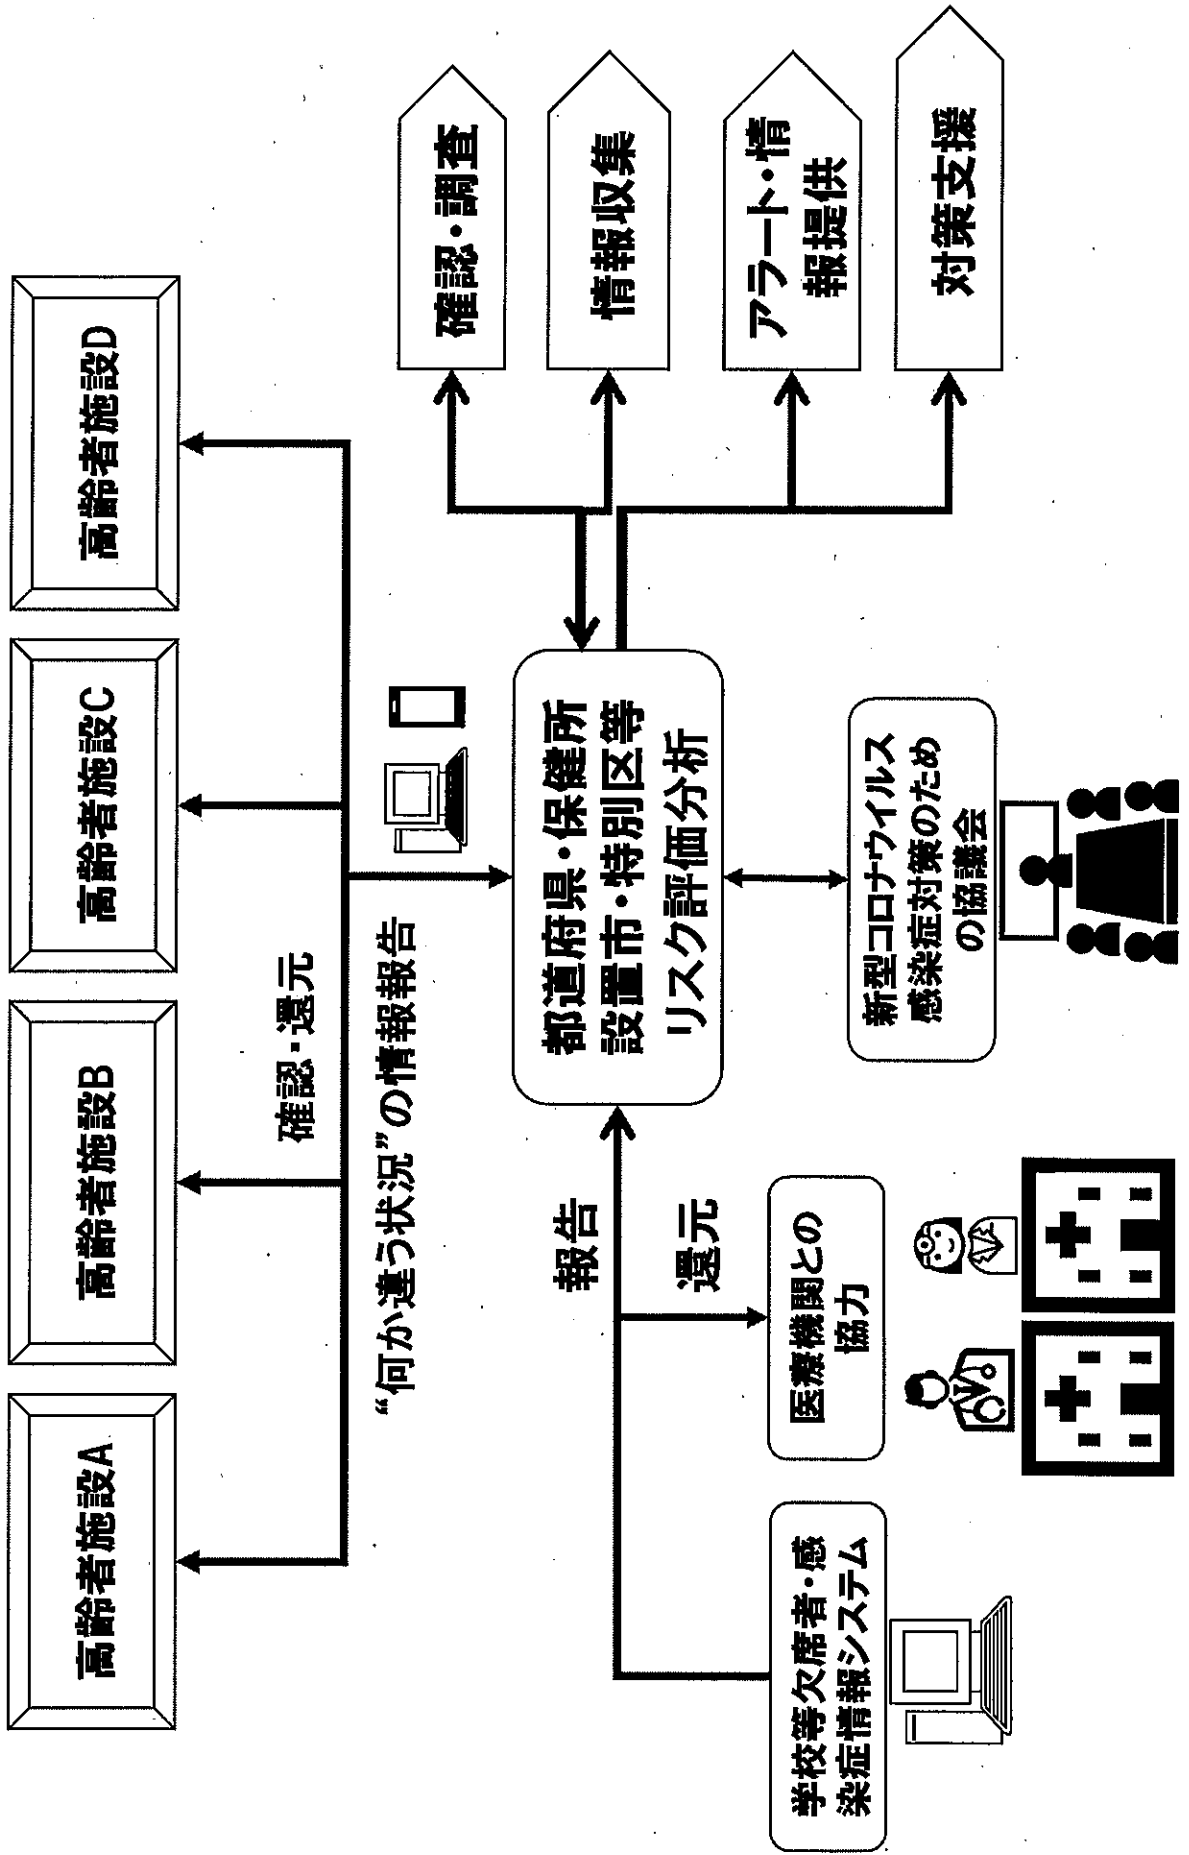 高齢者施設A
高齢者施設B
高齢者施設C
高齢者施設D
確認・還元
“何か違う状況”の情報報告
都道府県・保健所
設置市・特別区等
リスク評価分析
確認・調査
情報収集
アラート・情
報提供
対策支援
報告
還元
学校等欠席者・感
染症情報システム
医療機関との
協力
新型コロナウイルス
感染症対策のため
の協議会